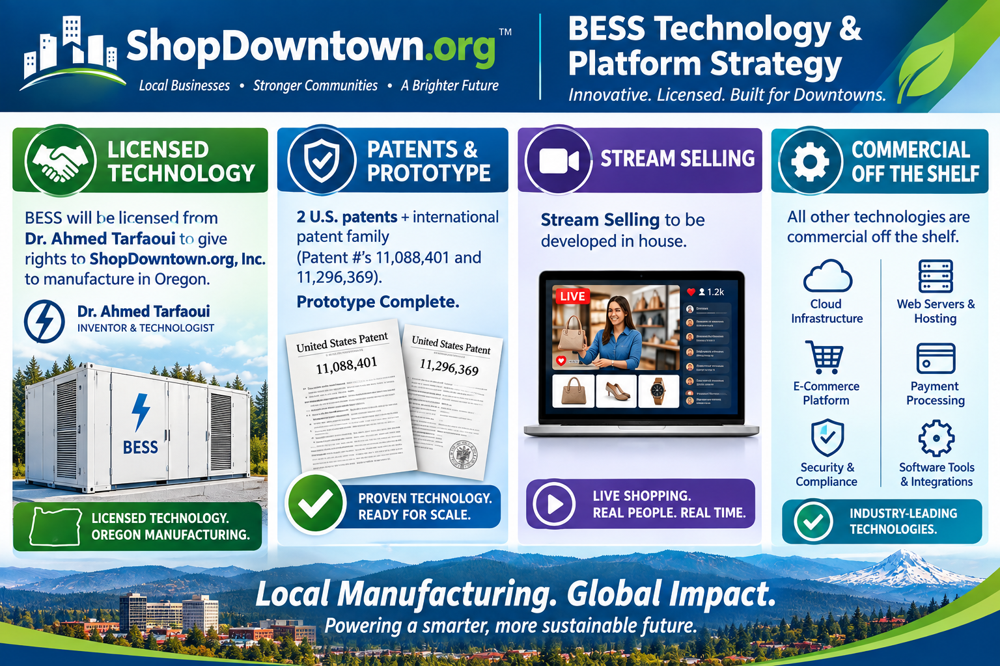 ShopDowntown.org™
Local Businesses • Stronger Communities • A Brighter Future
BESS Technology &
Platform Strategy
Innovative. Licensed. Built for Downtowns.
LICENSED
TECHNOLOGY
BESS will be licensed from
Dr. Ahmed Tarfaoui to give
rights to ShopDowntown.org, Inc.
to manufacture in Oregon.
Dr. Ahmed Tarfaoui
INVENTOR & TECHNOLOGIST
BESS
LICENSED TECHNOLOGY.
OREGON MANUFACTURING.
PATENTS &
PROTOTYPE
2 U.S. patents + international
patent family
(Patent #'s 11,088,401 and
11,296,369).
Prototype Complete.
United States Patent
11,088,401
United States Patent
11,296,369
PROVEN TECHNOLOGY.
READY FOR SCALE.
STREAM SELLING
Stream Selling to be
developed in house.
LIVE
1.2k
LIVE SHOPPING.
REAL PEOPLE. REAL TIME.
COMMERCIAL
OFF THE SHELF
All other technologies are
commercial off the shelf.
Cloud
Infrastructure
Web Servers &
Hosting
E-Commerce
Platform
Payment
Processing
Security &
Compliance
Software Tools
& Integrations
INDUSTRY-LEADING
TECHNOLOGIES.
Local Manufacturing. Global Impact.
Powering a smarter, more sustainable future.